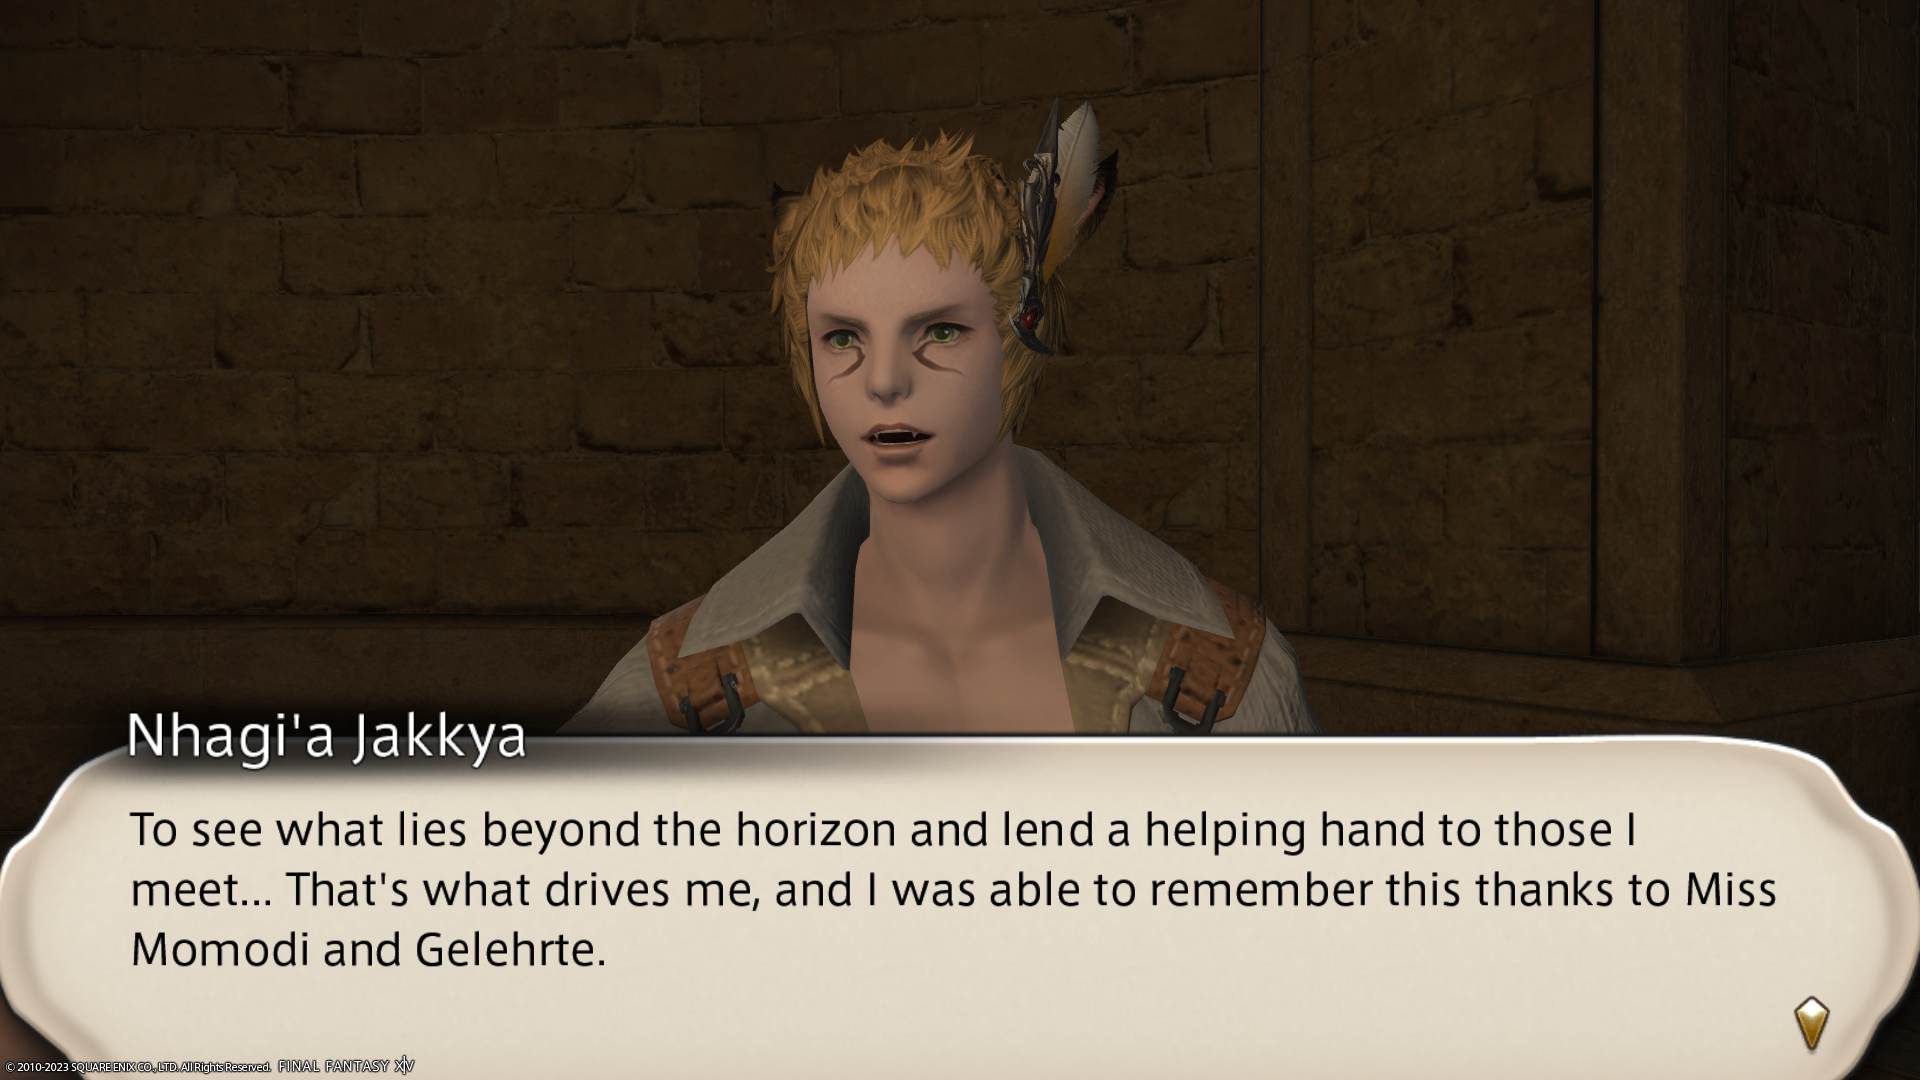 Nhagi'a Jakkya
To see what lies beyond the horizon and lend a helping hand to those I
meet... That's what drives me, and I was able to remember this thanks to Miss
Momodi and Gelehrte.
© 2010-2023 SQUARE ENIX CO., LTD. All Rights Reserved. FINAL FANTASY XIV